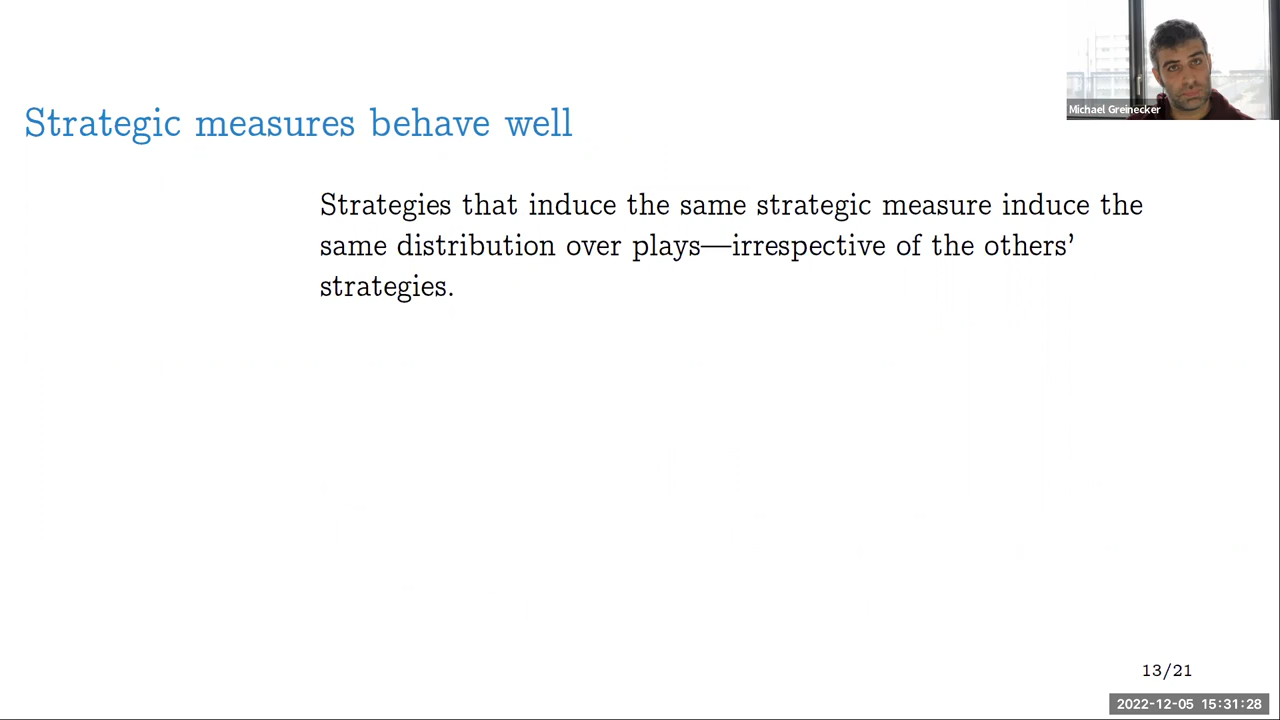 Michael Greinecker
Strategic measures behave well
Strategies that induce the same strategic measure induce the
same distribution over plays—irrespective of the others’
strategies.
13/21
2022-12-05 15:31:28